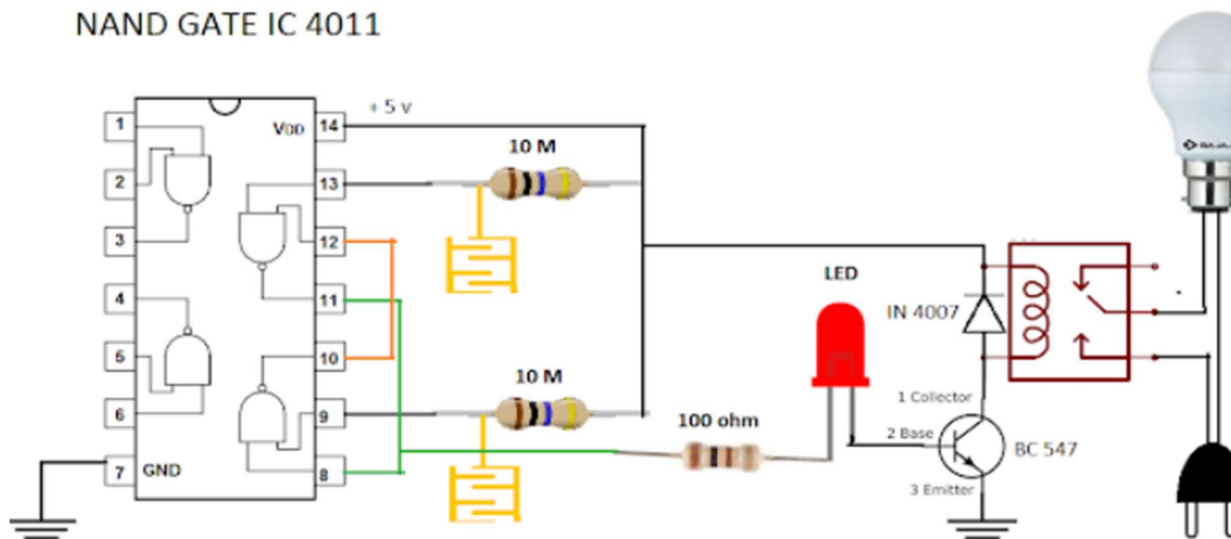 NAND GATE IC 4011
+ 5 v
1
2
3
4
5
6
7
GND
VDD
14
13
12
11
10
9
8
10 M
10 M
100 ohm
LED
IN 4007
1 Collector
2 Base
3 Emitter
BC 547